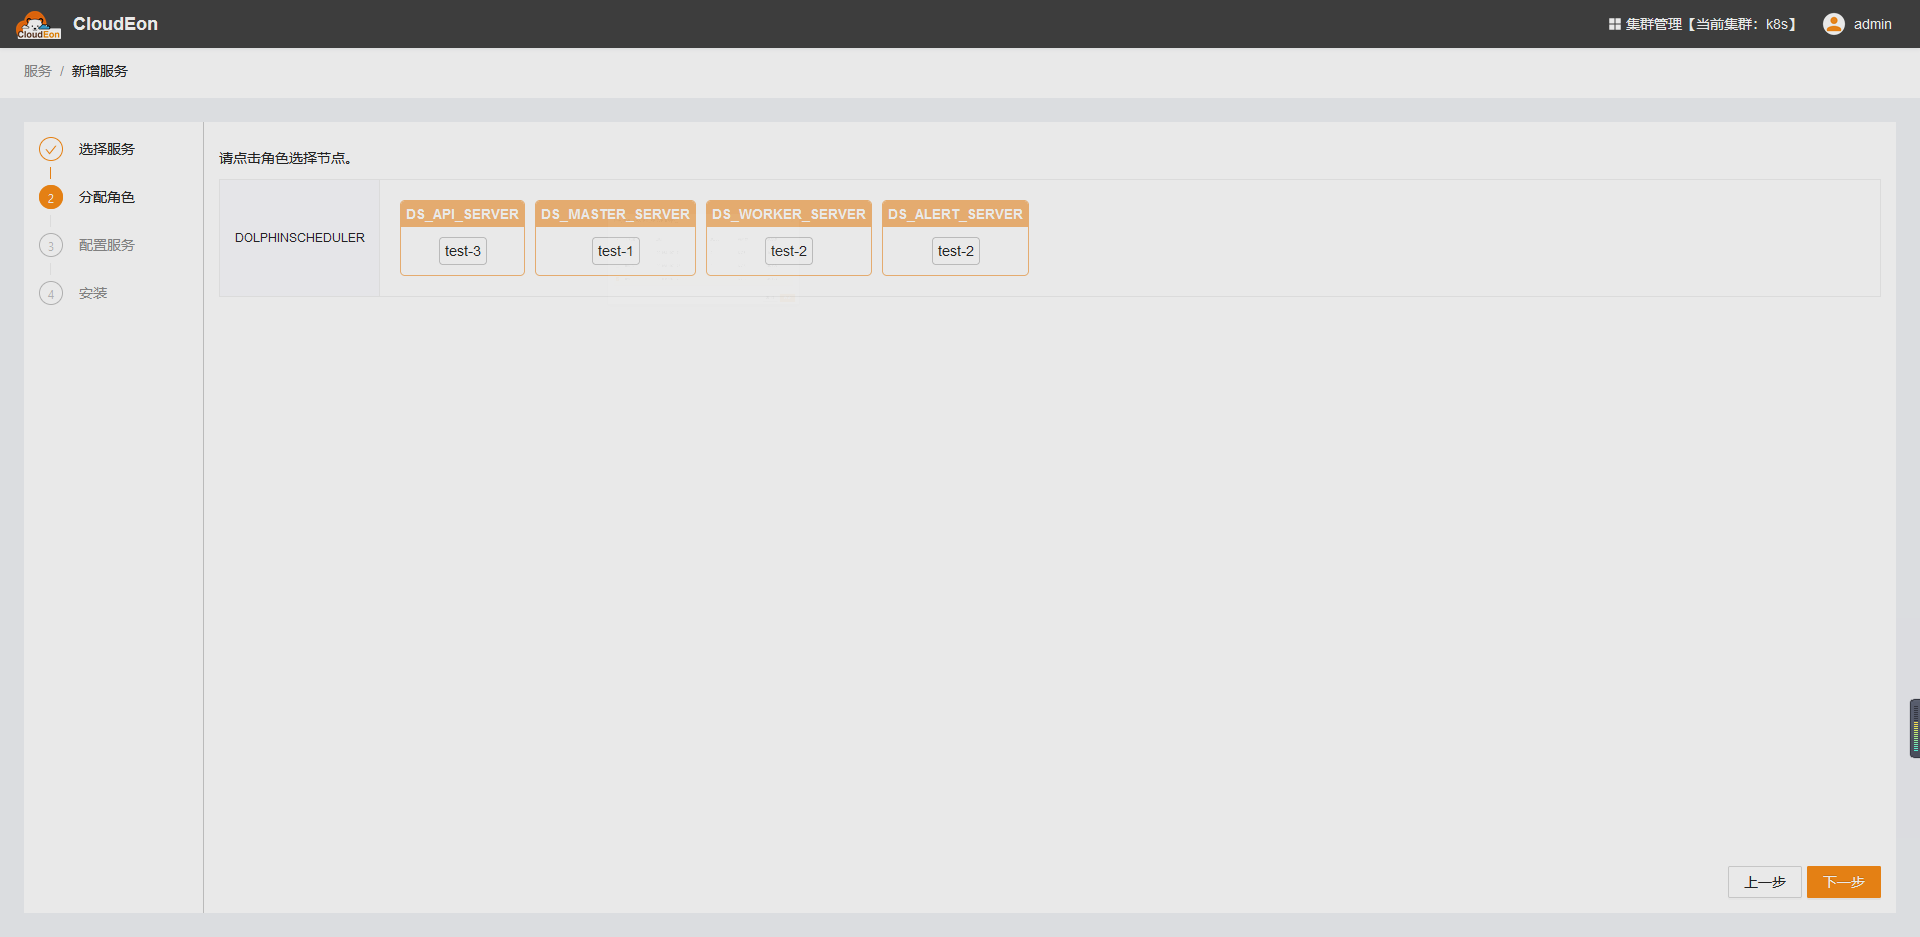 CloudEon
CloudEon
集群管理【当前集群：k8s】
admin
服务 / 新增服务
选择服务
2 分配角色
3 配置服务
4 安装
请点击角色选择节点。
DOLPHINSCHEDULER
DS_API_SERVER
test-3
DS_MASTER_SERVER
test-1
DS_WORKER_SERVER
test-2
DS_ALERT_SERVER
test-2
上一步
下一步